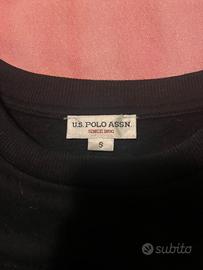 U.S. POLO ASSN.
SINCE 1890
S
subito